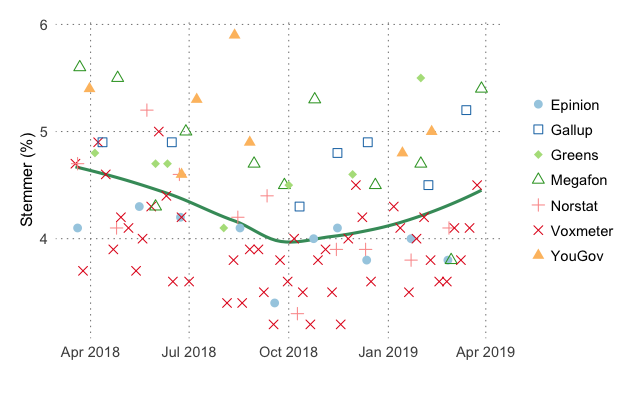 6
5
4
Stemmer (%)
Apr 2018
Jul 2018
Oct 2018
Jan 2019
Apr 2019
Epinion
Gallup
Greens
Megafon
Norstat
Voxmeter
YouGov